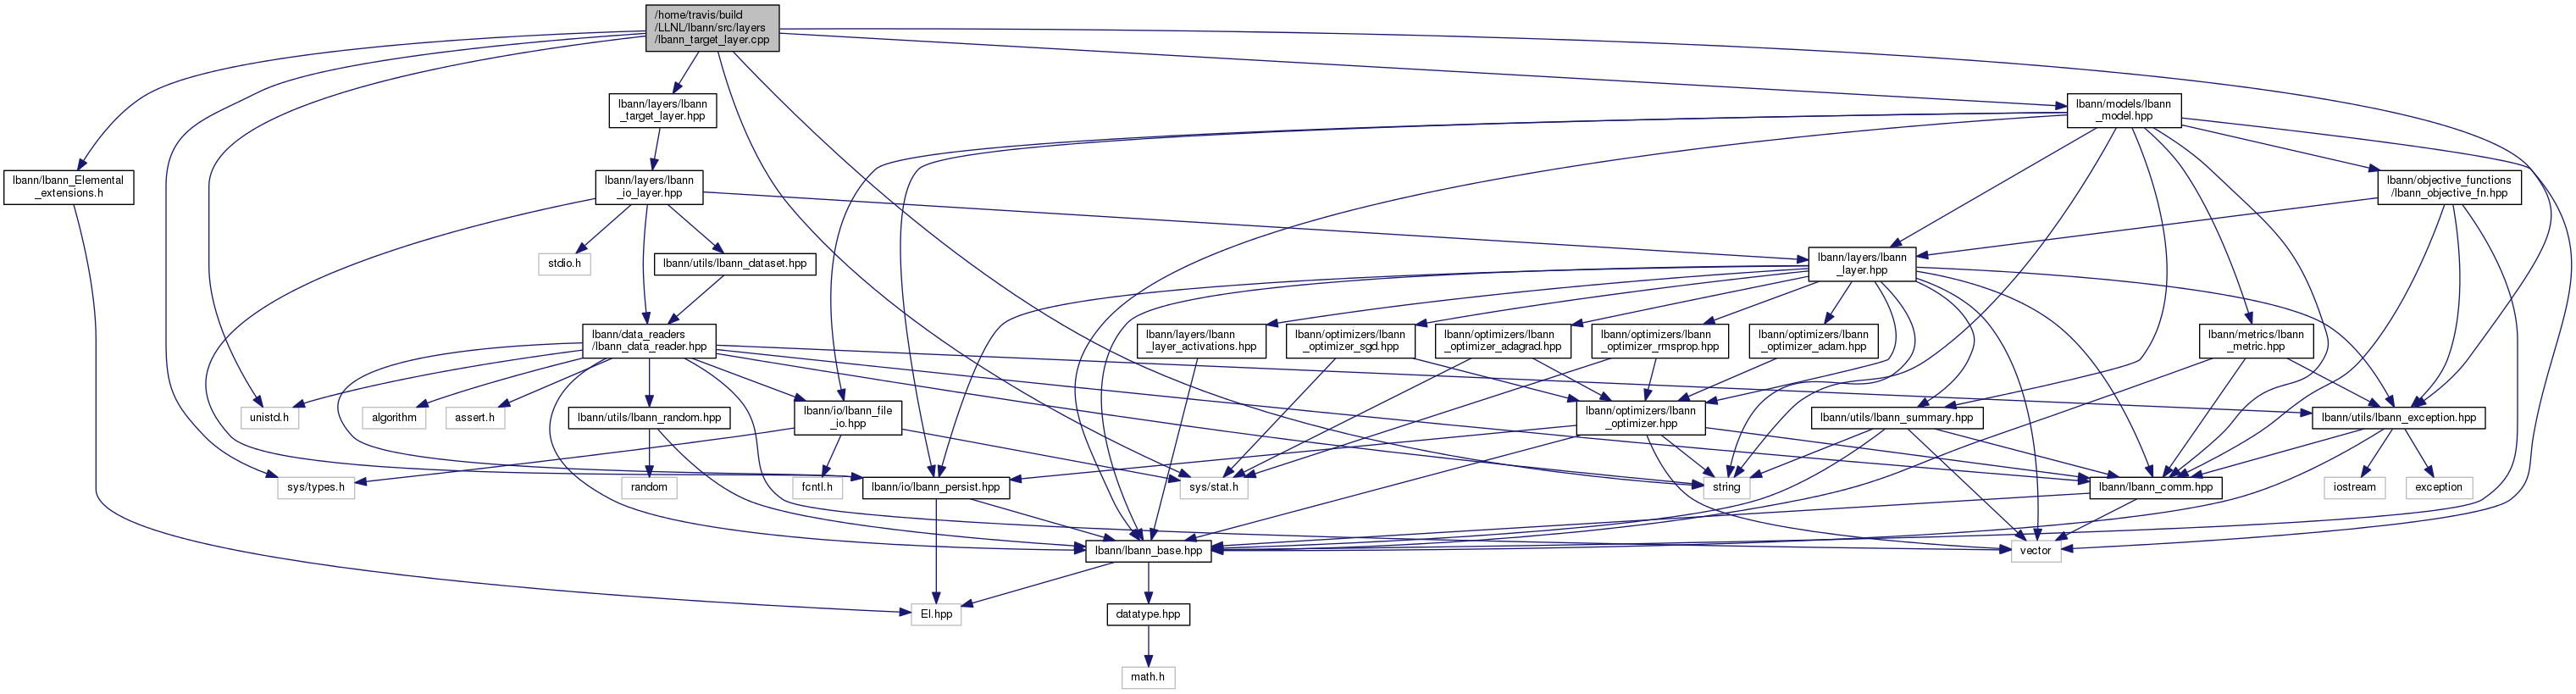 /home/travis/build
/LLNL/lbann/src/layers
/lbann_target_layer.cpp
lbann/layers/lbann
_target_layer.hpp
lbann/models/lbann
_model.hpp
lbann/lbann_Elemental
_extensions.h
lbann/layers/lbann
_io_layer.hpp
lbann/objective_functions
/lbann_objective_fn.hpp
stdio.h
lbann/utils/lbann_dataset.hpp
lbann/layers/lbann
_layer.hpp
lbann/data_readers
/lbann_data_reader.hpp
lbann/layers/lbann
_layer_activations.hpp
lbann/optimizers/lbann
_optimizer_sgd.hpp
lbann/optimizers/lbann
_optimizer_adagrad.hpp
lbann/optimizers/lbann
_optimizer_rmsprop.hpp
lbann/optimizers/lbann
_optimizer_adam.hpp
lbann/metrics/lbann
_metric.hpp
unistd.h
algorithm
assert.h
lbann/utils/lbann_random.hpp
lbann/io/lbann_file
_io.hpp
lbann/optimizers/lbann
_optimizer.hpp
lbann/utils/lbann_summary.hpp
lbann/utils/lbann_exception.hpp
sys/types.h
random
fcntl.h
lbann/io/lbann_persist.hpp
sys/stat.h
string
lbann/lbann_comm.hpp
iostream
exception
lbann/lbann_base.hpp
vector
El.hpp
datatype.hpp
math.h